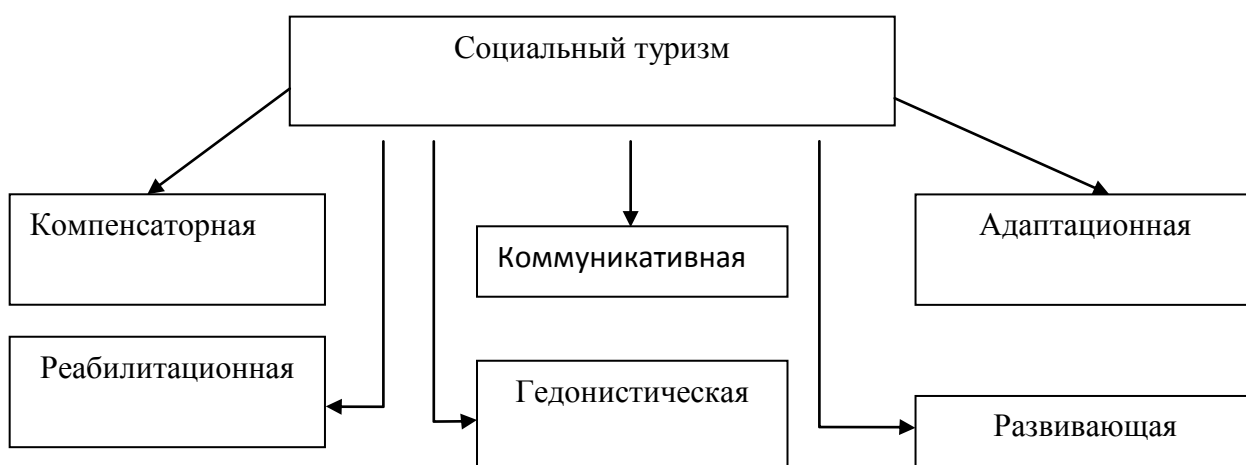 Социальный туризм
Компенсаторная
Коммуникативная
Адаптационная
Реабилитационная
Гедонистическая
Развивающая